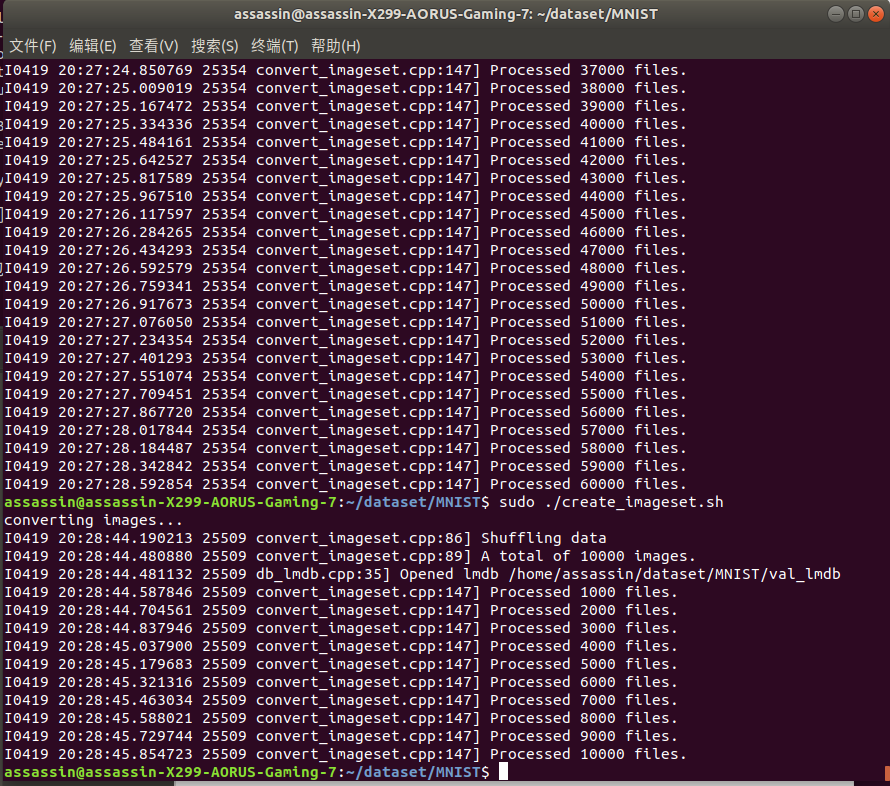 assassin@assassin-X299-AORUS-Gaming-7: ~/dataset/MNIST
文件(F) 编辑(E) 查看(V) 搜索(S) 终端(T) 帮助(H)
I0419 20:27:24.850769 25354 convert_imageset.cpp:147] Processed 37000 files.
I0419 20:27:25.009019 25354 convert_imageset.cpp:147] Processed 38000 files.
I0419 20:27:25.167472 25354 convert_imageset.cpp:147] Processed 39000 files.
I0419 20:27:25.334336 25354 convert_imageset.cpp:147] Processed 40000 files.
I0419 20:27:25.484161 25354 convert_imageset.cpp:147] Processed 41000 files.
I0419 20:27:25.642527 25354 convert_imageset.cpp:147] Processed 42000 files.
I0419 20:27:25.817589 25354 convert_imageset.cpp:147] Processed 43000 files.
I0419 20:27:25.967510 25354 convert_imageset.cpp:147] Processed 44000 files.
I0419 20:27:26.117597 25354 convert_imageset.cpp:147] Processed 45000 files.
I0419 20:27:26.284265 25354 convert_imageset.cpp:147] Processed 46000 files.
I0419 20:27:26.434293 25354 convert_imageset.cpp:147] Processed 47000 files.
I0419 20:27:26.592579 25354 convert_imageset.cpp:147] Processed 48000 files.
I0419 20:27:26.759341 25354 convert_imageset.cpp:147] Processed 49000 files.
I0419 20:27:26.917673 25354 convert_imageset.cpp:147] Processed 50000 files.
I0419 20:27:27.076050 25354 convert_imageset.cpp:147] Processed 51000 files.
I0419 20:27:27.234354 25354 convert_imageset.cpp:147] Processed 52000 files.
I0419 20:27:27.401293 25354 convert_imageset.cpp:147] Processed 53000 files.
I0419 20:27:27.551074 25354 convert_imageset.cpp:147] Processed 54000 files.
I0419 20:27:27.709451 25354 convert_imageset.cpp:147] Processed 55000 files.
I0419 20:27:27.867720 25354 convert_imageset.cpp:147] Processed 56000 files.
I0419 20:27:28.017844 25354 convert_imageset.cpp:147] Processed 57000 files.
I0419 20:27:28.184487 25354 convert_imageset.cpp:147] Processed 58000 files.
I0419 20:27:28.342842 25354 convert_imageset.cpp:147] Processed 59000 files.
I0419 20:27:28.592854 25354 convert_imageset.cpp:147] Processed 60000 files.
assassin@assassin-X299-AORUS-Gaming-7:~/dataset/MNIST$ sudo ./create_imageset.sh
converting images...
I0419 20:28:44.190213 25509 convert_imageset.cpp:86] Shuffling data
I0419 20:28:44.480880 25509 convert_imageset.cpp:89] A total of 10000 images.
I0419 20:28:44.481132 25509 db_lmdb.cpp:35] Opened lmdb /home/assassin/dataset/MNIST/val_lmdb
I0419 20:28:44.587846 25509 convert_imageset.cpp:147] Processed 1000 files.
I0419 20:28:44.704561 25509 convert_imageset.cpp:147] Processed 2000 files.
I0419 20:28:44.837946 25509 convert_imageset.cpp:147] Processed 3000 files.
I0419 20:28:45.037900 25509 convert_imageset.cpp:147] Processed 4000 files.
I0419 20:28:45.179683 25509 convert_imageset.cpp:147] Processed 5000 files.
I0419 20:28:45.321316 25509 convert_imageset.cpp:147] Processed 6000 files.
I0419 20:28:45.463034 25509 convert_imageset.cpp:147] Processed 7000 files.
I0419 20:28:45.588021 25509 convert_imageset.cpp:147] Processed 8000 files.
I0419 20:28:45.729744 25509 convert_imageset.cpp:147] Processed 9000 files.
I0419 20:28:45.854723 25509 convert_imageset.cpp:147] Processed 10000 files.
assassin@assassin-X299-AORUS-Gaming-7:~/dataset/MNIST$